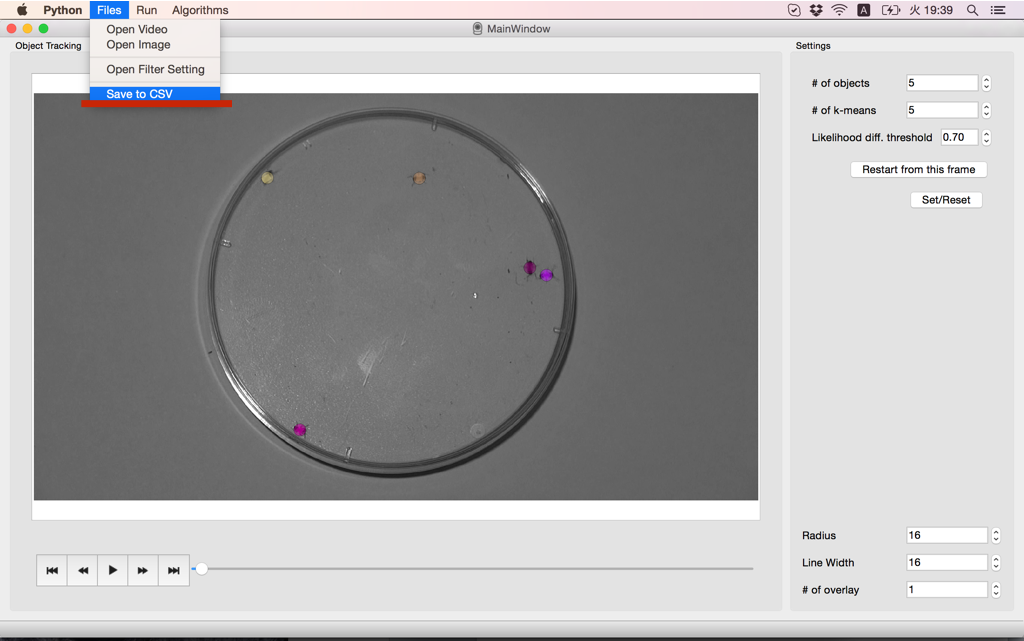 Python Files Run Algorithms A 火 19:39
MainWindow
Open Video
Open Image
Open Filter Setting
Save to CSV
Object Tracking
Settings
# of objects 5
# of k-means 5
Likelihood diff. threshold 0.70
Restart from this frame
Set/Reset
Radius 16
Line Width 16
# of overlay 1